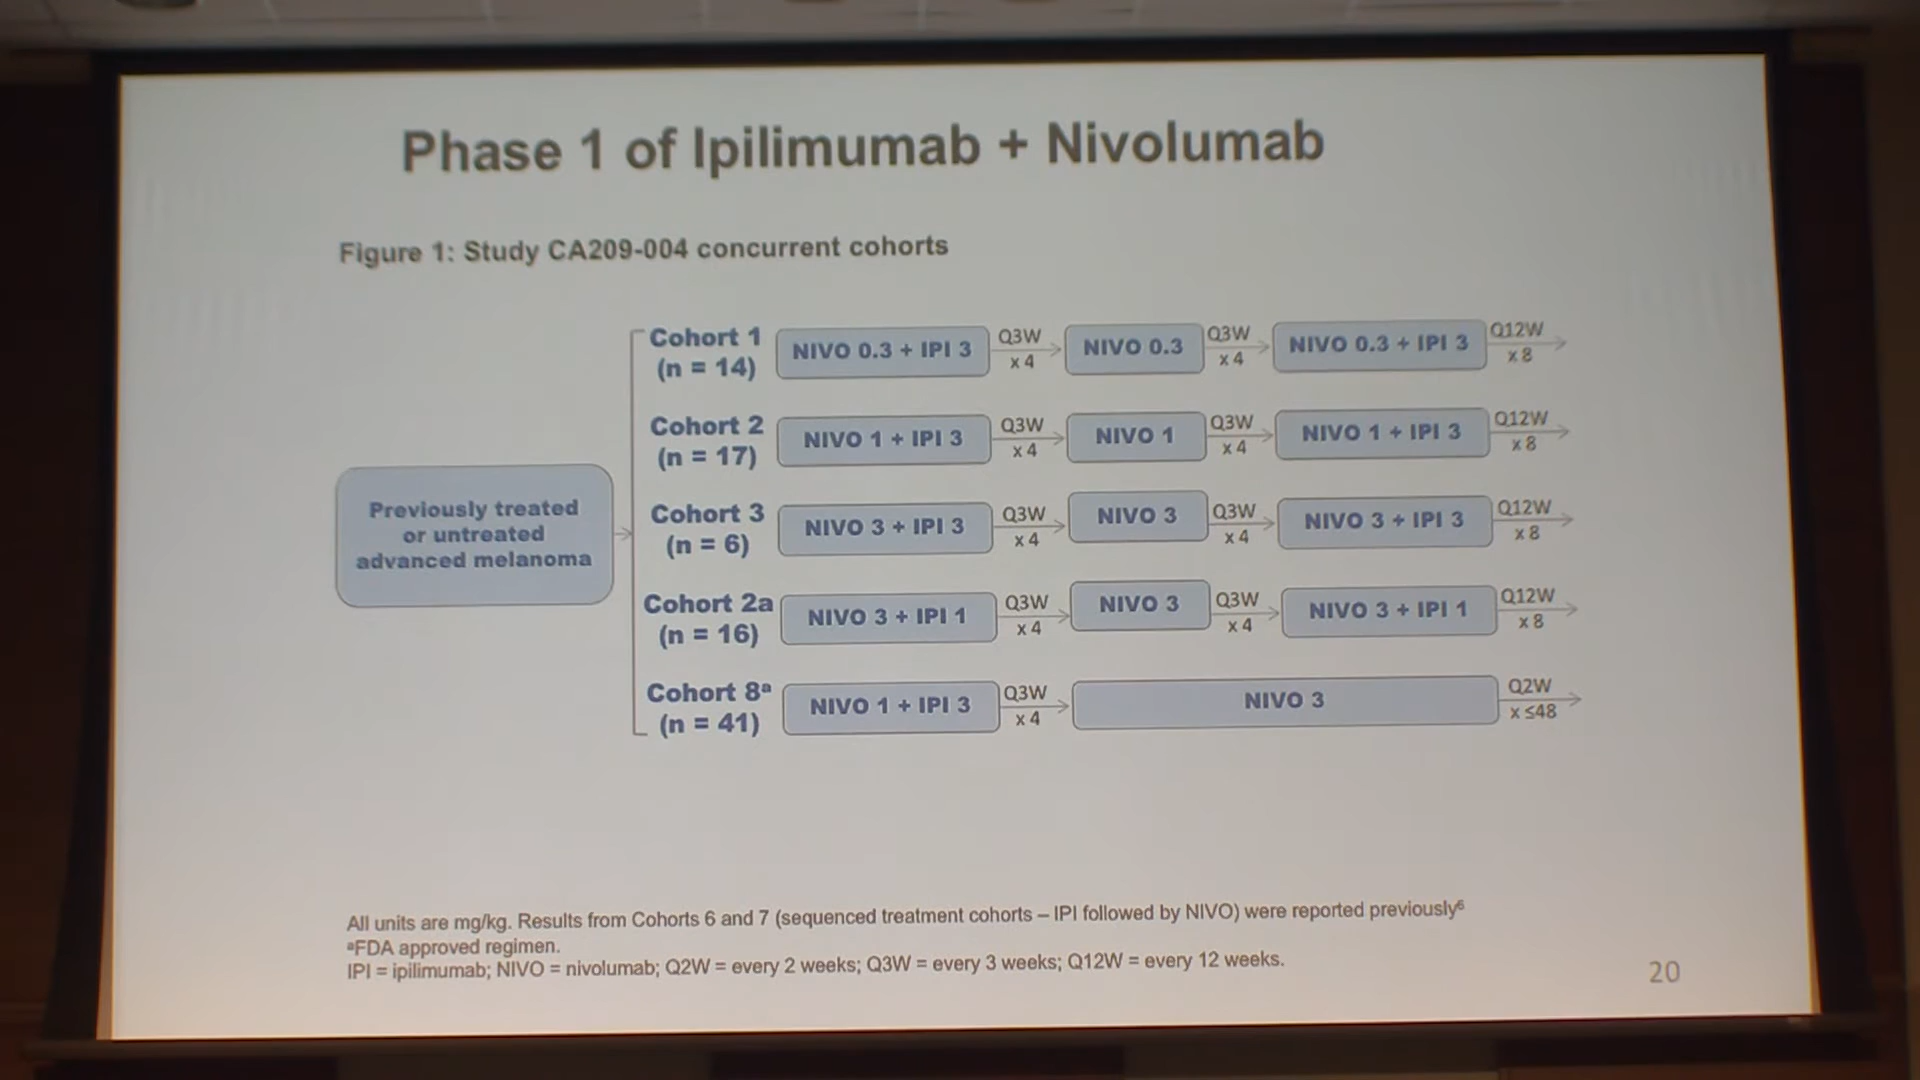 Phase 1 of Ipilimumab + Nivolumab
Figure 1: Study CA209-004 concurrent cohorts
Previously treated
or untreated
advanced melanoma
Cohort 1
(n = 14)
NIVO 0.3 + IPI 3
Q3W
x 4
NIVO 0.3
Q3W
x 4
NIVO 0.3 + IPI 3
Q12W
x 8
Cohort 2
(n = 17)
NIVO 1 + IPI 3
Q3W
x 4
NIVO 1
Q3W
x 4
NIVO 1 + IPI 3
Q12W
x 8
Cohort 3
(n = 6)
NIVO 3 + IPI 3
Q3W
x 4
NIVO 3
Q3W
x 4
NIVO 3 + IPI 3
Q12W
x 8
Cohort 2a
(n = 16)
NIVO 3 + IPI 1
Q3W
x 4
NIVO 3
Q3W
x 4
NIVO 3 + IPI 1
Q12W
x 8
Cohort 8ª
(n = 41)
NIVO 1 + IPI 3
Q3W
x 4
NIVO 3
Q2W
x ≤48
All units are mg/kg. Results from Cohorts 6 and 7 (sequenced treatment cohorts – IPI followed by NIVO) were reported previously⁶
ªFDA approved regimen.
IPI = ipilimumab; NIVO = nivolumab; Q2W = every 2 weeks; Q3W = every 3 weeks; Q12W = every 12 weeks.
20